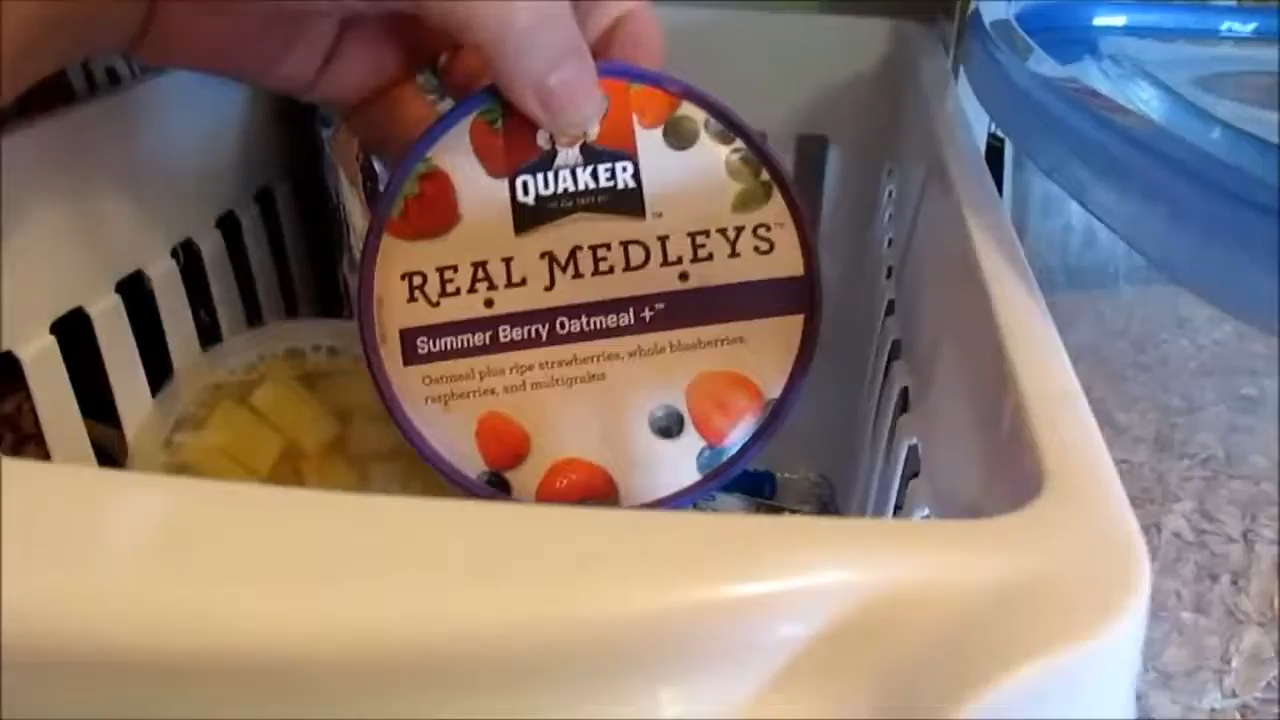 QUAKER
REAL MEDLEYS™
Summer Berry Oatmeal +™
Oatmeal plus ripe strawberries, whole blueberries,
raspberries, and multigrains